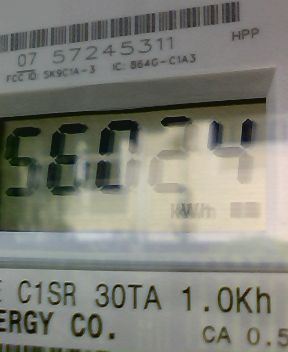 07 57245311
HPP
FCC ID: SK9C1A-3 IC: 864G-C1A3
56024
kWh
C1SR 30TA 1.0Kh
ERGY CO.
CA 0.5